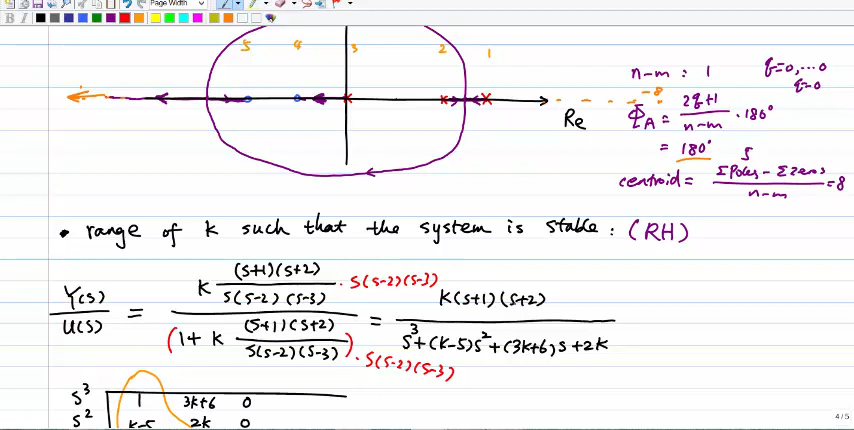 Page Width
B I
5 4 3 2 1
Re
n-m : 1
q=0,...0
q=0
-8
Φ_A = (2q+1)/(n-m) · 180°
= 180°
5
centroid = (ΣPoles - Σzeros)/(n-m) = 8
• range of k such that the system is stable : (RH)
Y(s)/U(s) = K (s+1)(s+2)/(s(s-2)(s-3)) · s(s-2)(s-3) / (1+ k (s+1)(s+2)/(s(s-2)(s-3))) · s(s-2)(s-3) = K(s+1)(s+2) / (s³+(k-5)s²+(3k+6)s+2k)
s³ 1 3k+6 0
s² k-5 2k 0
4 / 5